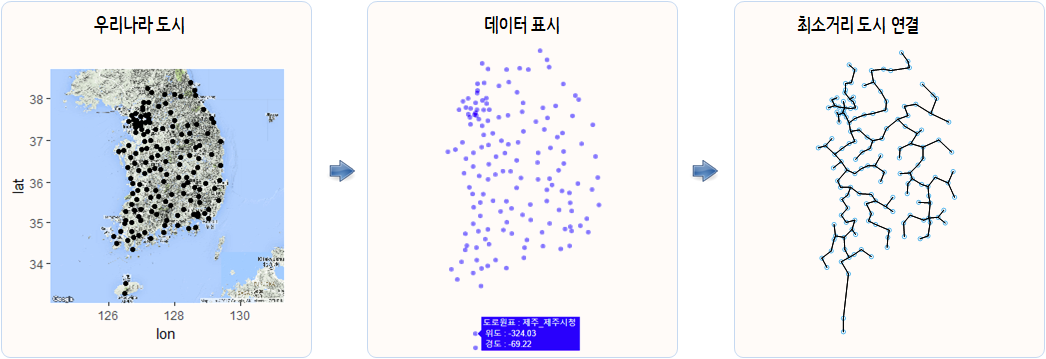 우리나라 도시
데이터 표시
최소거리 도시 연결
lat
38
37
36
35
34
126
128
130
lon
Google
도로원표 : 제주_제주시청
위도 : -324.03
경도 : -69.22